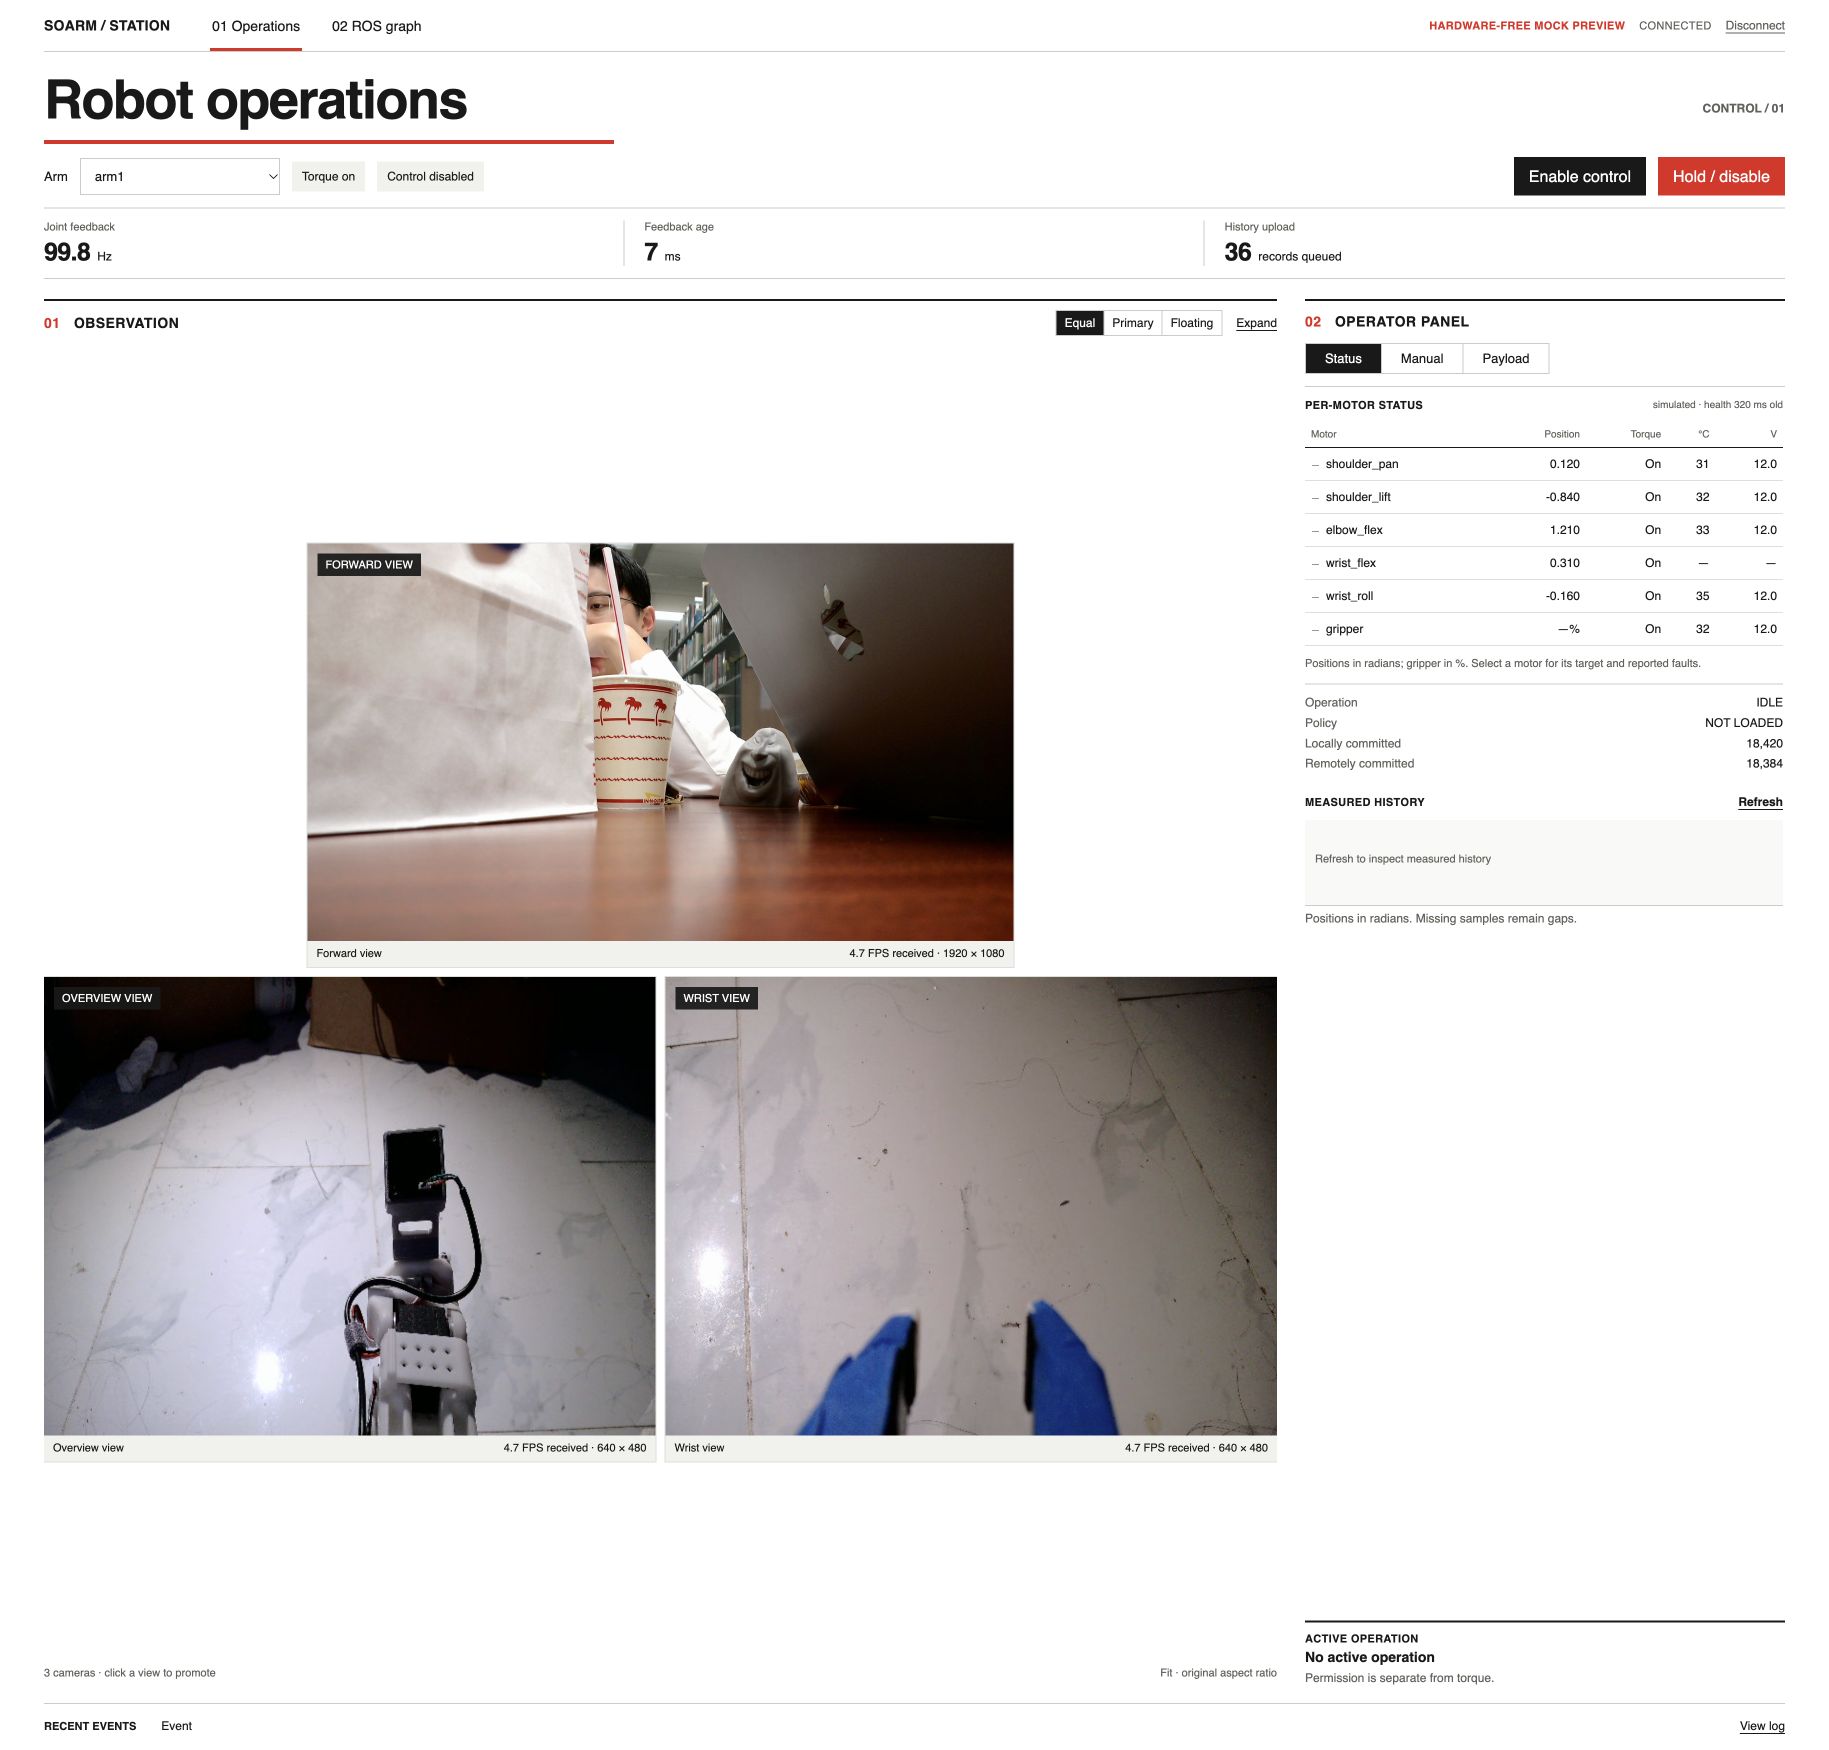 SOARM / STATION 01 Operations 02 ROS graph HARDWARE-FREE MOCK PREVIEW CONNECTED Disconnect
Robot operations
CONTROL / 01
Arm arm1 Torque on Control disabled Enable control Hold / disable
Joint feedback Feedback age History upload
99.8 Hz 7 ms 36 records queued
01 OBSERVATION Equal Primary Floating Expand
FORWARD VIEW
Forward view 4.7 FPS received · 1920 × 1080
OVERVIEW VIEW WRIST VIEW
Overview view 4.7 FPS received · 640 × 480 Wrist view 4.7 FPS received · 640 × 480
3 cameras · click a view to promote Fit · original aspect ratio
02 OPERATOR PANEL
Status Manual Payload
PER-MOTOR STATUS simulated · health 320 ms old
Motor Position Torque °C V
– shoulder_pan 0.120 On 31 12.0
– shoulder_lift -0.840 On 32 12.0
– elbow_flex 1.210 On 33 12.0
– wrist_flex 0.310 On — —
– wrist_roll -0.160 On 35 12.0
– gripper —% On 32 12.0
Positions in radians; gripper in %. Select a motor for its target and reported faults.
Operation IDLE
Policy NOT LOADED
Locally committed 18,420
Remotely committed 18,384
MEASURED HISTORY Refresh
Refresh to inspect measured history
Positions in radians. Missing samples remain gaps.
ACTIVE OPERATION
No active operation
Permission is separate from torque.
RECENT EVENTS Event View log